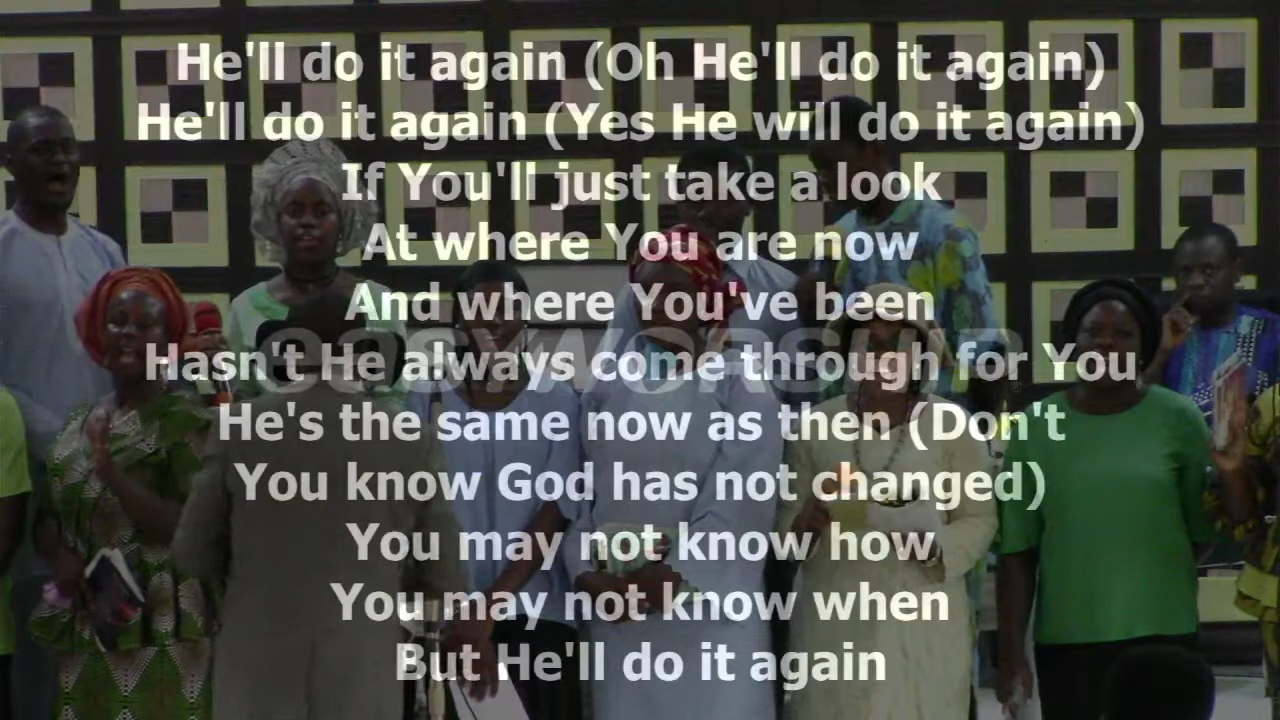 He'll do it again (Oh He'll do it again)
He'll do it again (Yes He will do it again)
If You'll just take a look
At where You are now
And where You've been
easyworship
Hasn't He always come through for You
He's the same now as then (Don't
You know God has not changed)
You may not know how
You may not know when
But He'll do it again